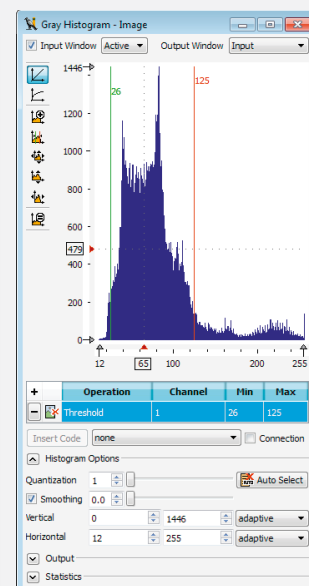 Gray Histogram - Image
Input Window Active Output Window Input
1446
26
125
1200
1000
800
600
479
400
200
0
12 65 100 200 255
+ Operation Channel Min Max
Threshold 1 26 125
Insert Code none Connection
Histogram Options
Quantization 1 Auto Select
Smoothing 0.0
Vertical 0 1446 adaptive
Horizontal 12 255 adaptive
Output
Statistics